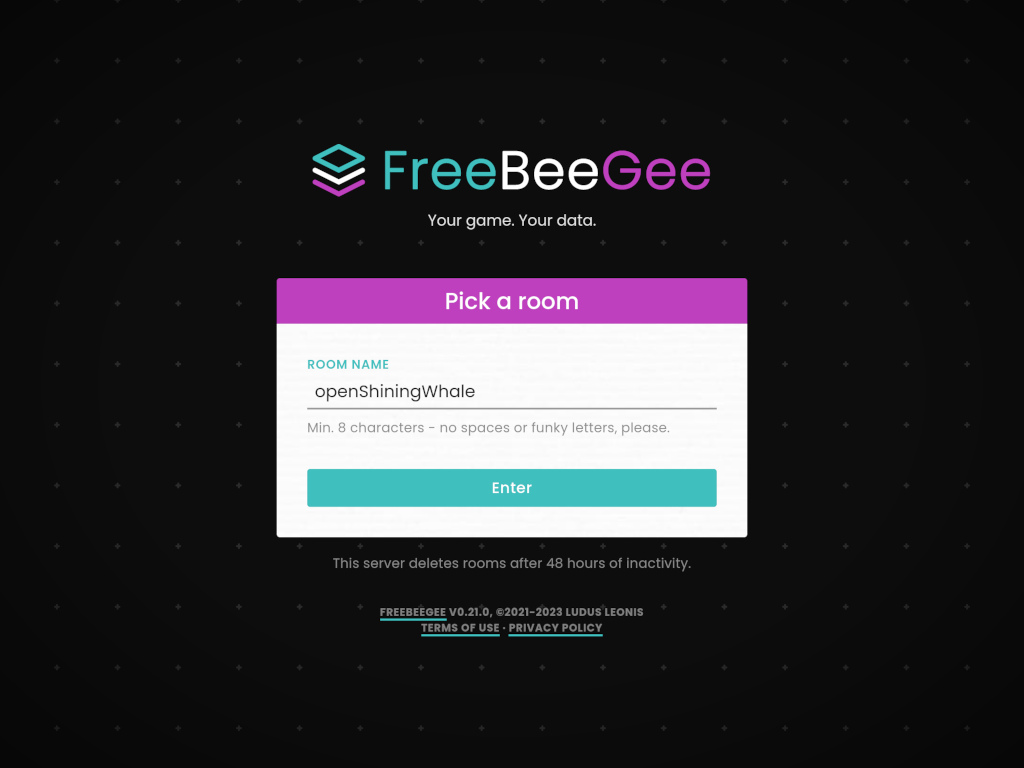 FreeBeeGee
Your game. Your data.
Pick a room
ROOM NAME
openShiningWhale
Min. 8 characters - no spaces or funky letters, please.
Enter
This server deletes rooms after 48 hours of inactivity.
FREEBEEGEE V0.21.0, ©2021-2023 LUDUS LEONIS
TERMS OF USE · PRIVACY POLICY